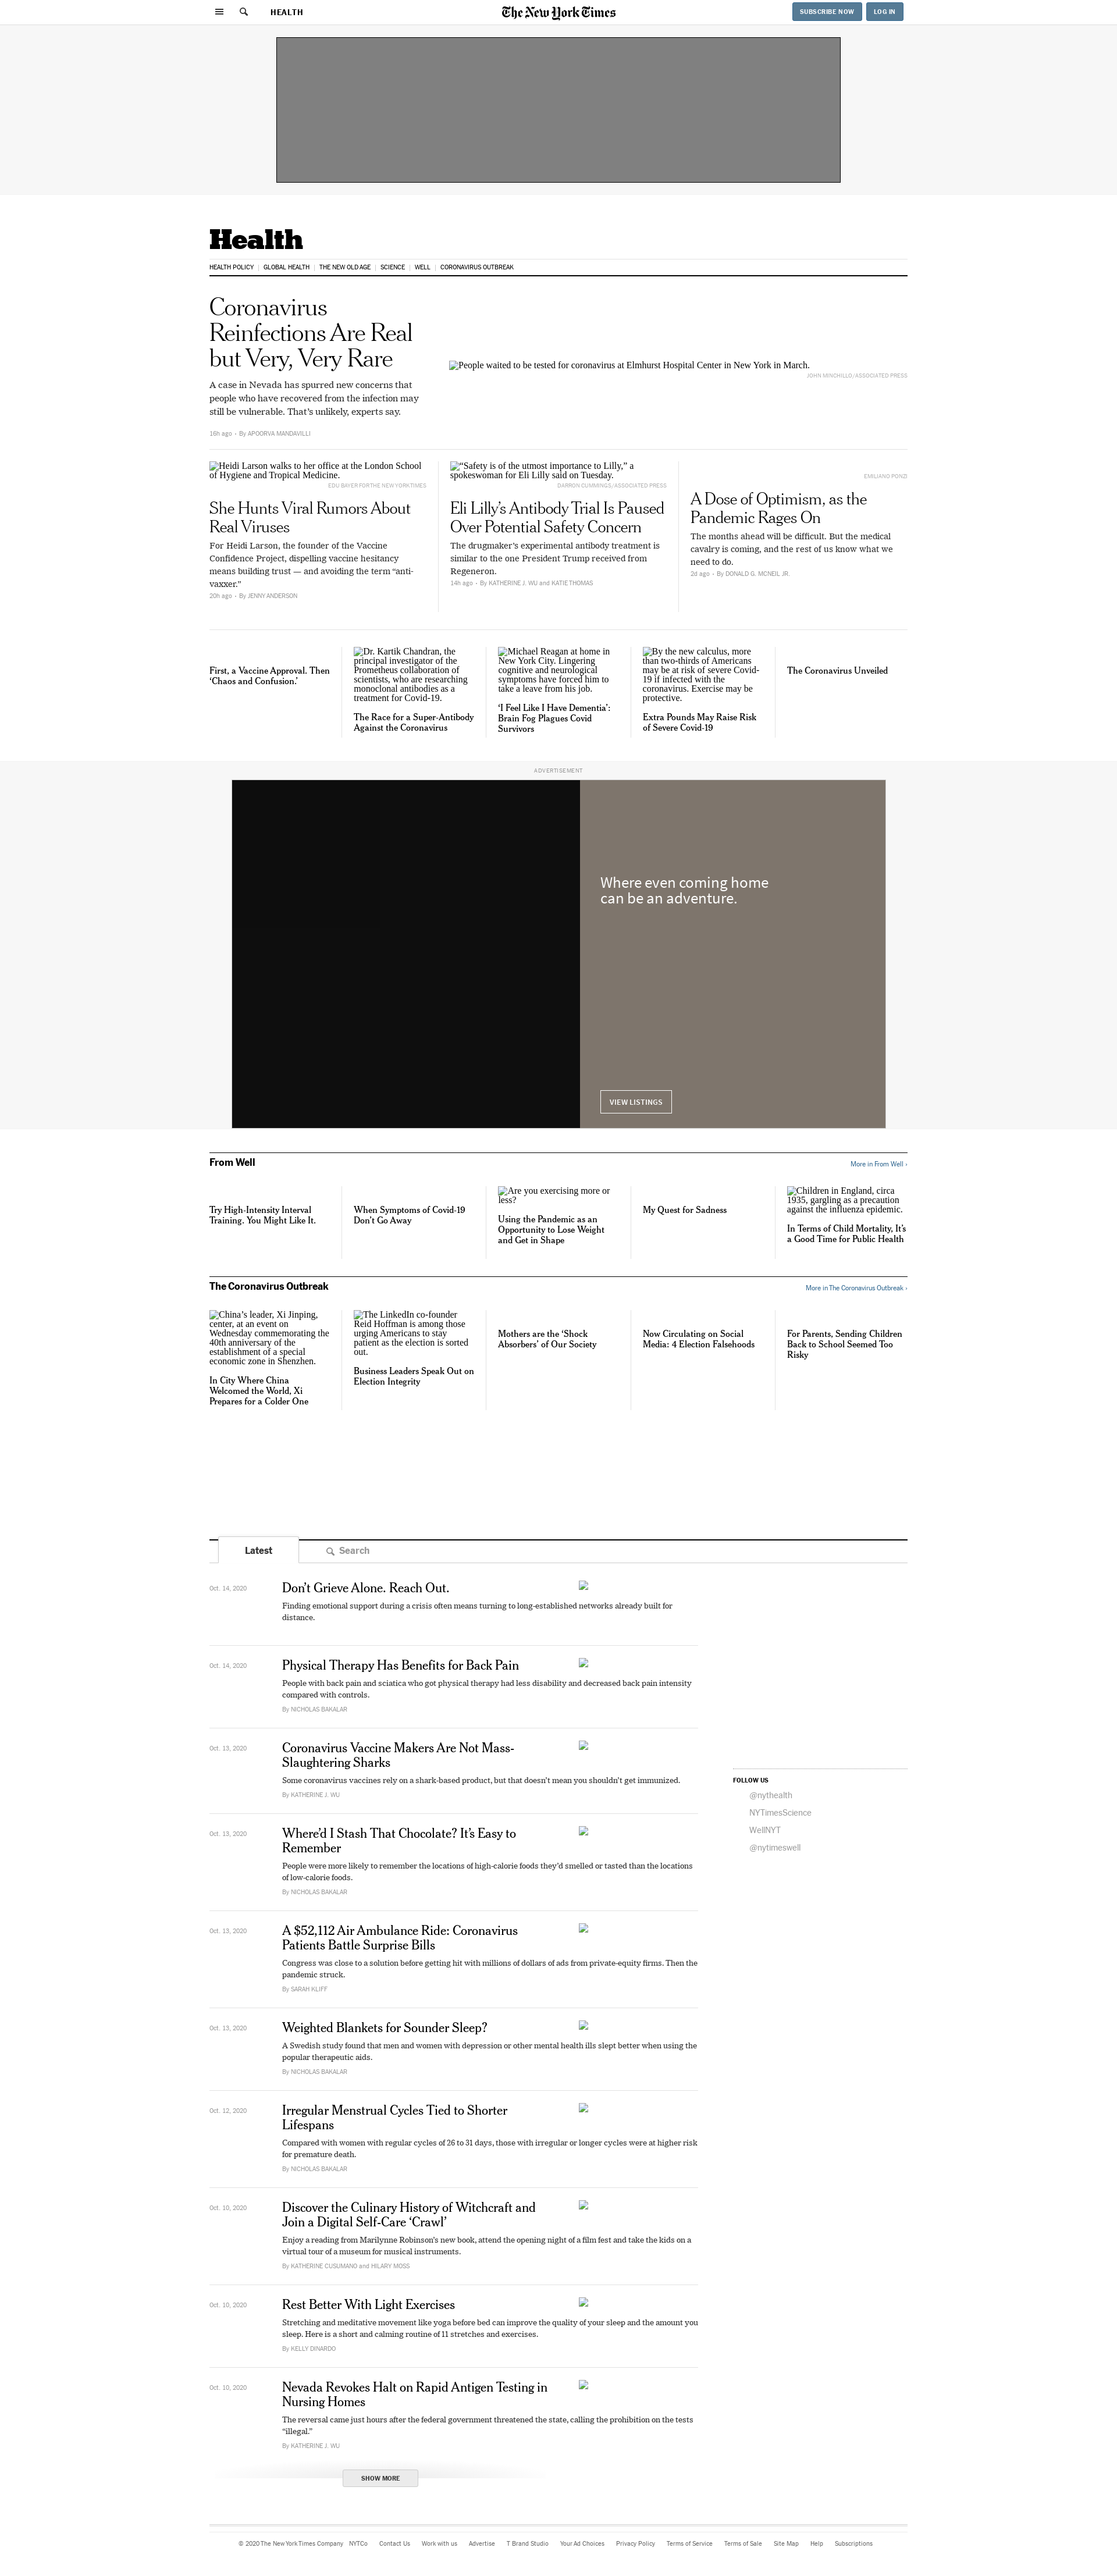 HEALTH
The New York Times
SUBSCRIBE NOW
LOG IN
Health
HEALTH POLICY
GLOBAL HEALTH
THE NEW OLD AGE
SCIENCE
WELL
CORONAVIRUS OUTBREAK
Coronavirus
Reinfections Are Real
but Very, Very Rare
A case in Nevada has spurred new concerns that
people who have recovered from the infection may
still be vulnerable. That's unlikely, experts say.
16h ago • By APOORVA MANDAVILLI
People waited to be tested for coronavirus at Elmhurst Hospital Center in New York in March.
JOHN MINCHILLO/ASSOCIATED PRESS
Heidi Larson walks to her office at the London School
of Hygiene and Tropical Medicine.
EDU BAYER FOR THE NEW YORK TIMES
She Hunts Viral Rumors About
Real Viruses
For Heidi Larson, the founder of the Vaccine
Confidence Project, dispelling vaccine hesitancy
means building trust — and avoiding the term “anti-
vaxxer.”
20h ago • By JENNY ANDERSON
“Safety is of the utmost importance to Lilly,” a
spokeswoman for Eli Lilly said on Tuesday.
DARRON CUMMINGS/ASSOCIATED PRESS
Eli Lilly’s Antibody Trial Is Paused
Over Potential Safety Concern
The drugmaker’s experimental antibody treatment is
similar to the one President Trump received from
Regeneron.
14h ago • By KATHERINE J. WU and KATIE THOMAS
EMILIANO PONZI
A Dose of Optimism, as the
Pandemic Rages On
The months ahead will be difficult. But the medical
cavalry is coming, and the rest of us know what we
need to do.
2d ago • By DONALD G. MCNEIL JR.
First, a Vaccine Approval. Then
‘Chaos and Confusion.’
Dr. Kartik Chandran, the
principal investigator of the
Prometheus collaboration of
scientists, who are researching
monoclonal antibodies as a
treatment for Covid-19.
The Race for a Super-Antibody
Against the Coronavirus
Michael Reagan at home in
New York City. Lingering
cognitive and neurological
symptoms have forced him to
take a leave from his job.
‘I Feel Like I Have Dementia’:
Brain Fog Plagues Covid
Survivors
By the new calculus, more
than two-thirds of Americans
may be at risk of severe Covid-
19 if infected with the
coronavirus. Exercise may be
protective.
Extra Pounds May Raise Risk
of Severe Covid-19
The Coronavirus Unveiled
ADVERTISEMENT
Where even coming home
can be an adventure.
VIEW LISTINGS
From Well
More in From Well ›
Try High-Intensity Interval
Training. You Might Like It.
When Symptoms of Covid-19
Don’t Go Away
Are you exercising more or
less?
Using the Pandemic as an
Opportunity to Lose Weight
and Get in Shape
My Quest for Sadness
Children in England, circa
1935, gargling as a precaution
against the influenza epidemic.
In Terms of Child Mortality, It’s
a Good Time for Public Health
The Coronavirus Outbreak
More in The Coronavirus Outbreak ›
China’s leader, Xi Jinping,
center, at an event on
Wednesday commemorating the
40th anniversary of the
establishment of a special
economic zone in Shenzhen.
In City Where China
Welcomed the World, Xi
Prepares for a Colder One
The LinkedIn co-founder
Reid Hoffman is among those
urging Americans to stay
patient as the election is sorted
out.
Business Leaders Speak Out on
Election Integrity
Mothers are the ‘Shock
Absorbers’ of Our Society
Now Circulating on Social
Media: 4 Election Falsehoods
For Parents, Sending Children
Back to School Seemed Too
Risky
Latest
Search
Oct. 14, 2020
Don’t Grieve Alone. Reach Out.
Finding emotional support during a crisis often means turning to long-established networks already built for
distance.
Oct. 14, 2020
Physical Therapy Has Benefits for Back Pain
People with back pain and sciatica who got physical therapy had less disability and decreased back pain intensity
compared with controls.
By NICHOLAS BAKALAR
Oct. 13, 2020
Coronavirus Vaccine Makers Are Not Mass-
Slaughtering Sharks
Some coronavirus vaccines rely on a shark-based product, but that doesn’t mean you shouldn’t get immunized.
By KATHERINE J. WU
FOLLOW US
@nythealth
NYTimesScience
WellNYT
@nytimeswell
Oct. 13, 2020
Where’d I Stash That Chocolate? It’s Easy to
Remember
People were more likely to remember the locations of high-calorie foods they’d smelled or tasted than the locations
of low-calorie foods.
By NICHOLAS BAKALAR
Oct. 13, 2020
A $52,112 Air Ambulance Ride: Coronavirus
Patients Battle Surprise Bills
Congress was close to a solution before getting hit with millions of dollars of ads from private-equity firms. Then the
pandemic struck.
By SARAH KLIFF
Oct. 13, 2020
Weighted Blankets for Sounder Sleep?
A Swedish study found that men and women with depression or other mental health ills slept better when using the
popular therapeutic aids.
By NICHOLAS BAKALAR
Oct. 12, 2020
Irregular Menstrual Cycles Tied to Shorter
Lifespans
Compared with women with regular cycles of 26 to 31 days, those with irregular or longer cycles were at higher risk
for premature death.
By NICHOLAS BAKALAR
Oct. 10, 2020
Discover the Culinary History of Witchcraft and
Join a Digital Self-Care ‘Crawl’
Enjoy a reading from Marilynne Robinson’s new book, attend the opening night of a film fest and take the kids on a
virtual tour of a museum for musical instruments.
By KATHERINE CUSUMANO and HILARY MOSS
Oct. 10, 2020
Rest Better With Light Exercises
Stretching and meditative movement like yoga before bed can improve the quality of your sleep and the amount you
sleep. Here is a short and calming routine of 11 stretches and exercises.
By KELLY DINARDO
Oct. 10, 2020
Nevada Revokes Halt on Rapid Antigen Testing in
Nursing Homes
The reversal came just hours after the federal government threatened the state, calling the prohibition on the tests
“illegal.”
By KATHERINE J. WU
SHOW MORE
© 2020 The New York Times Company NYTCo Contact Us Work with us Advertise T Brand Studio Your Ad Choices Privacy Policy Terms of Service Terms of Sale Site Map Help Subscriptions